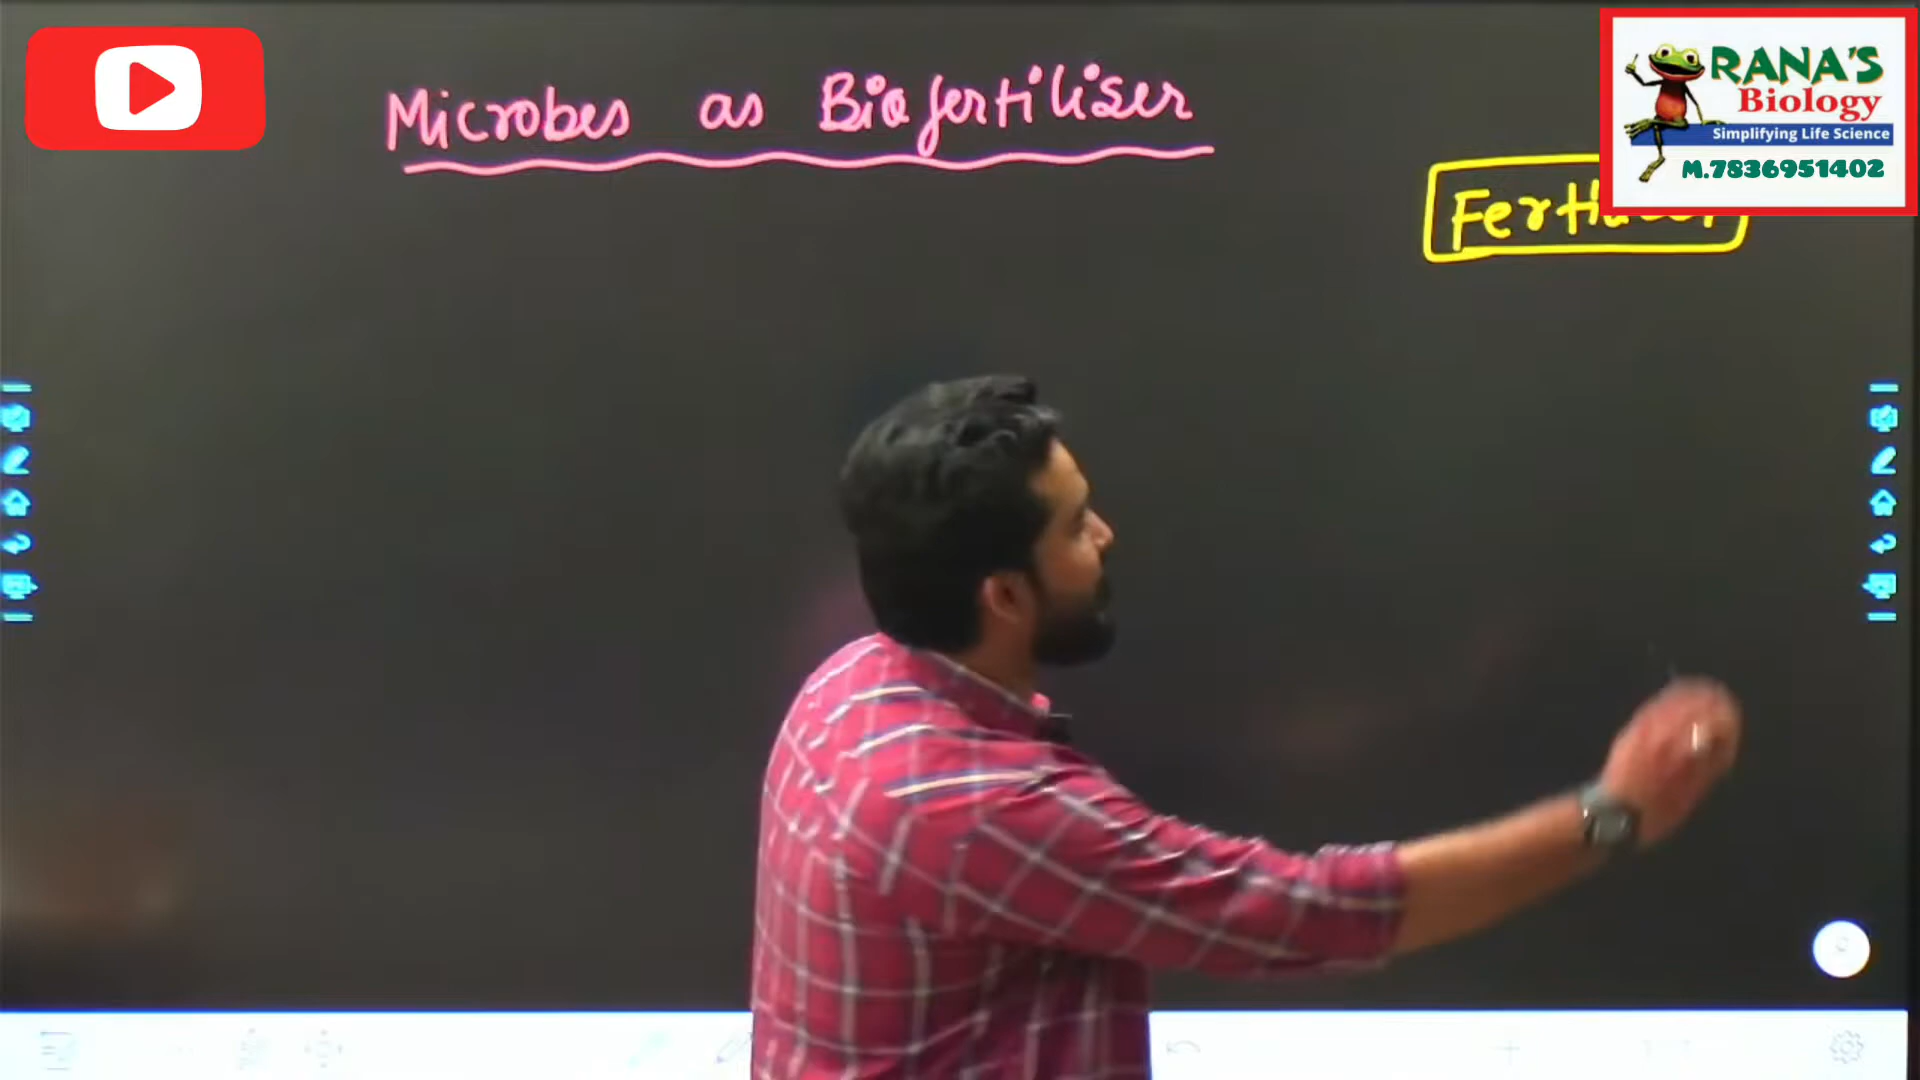 Microbes as Biofertiliser
RANA'S
Biology
Simplifying Life Science
M.7836951402